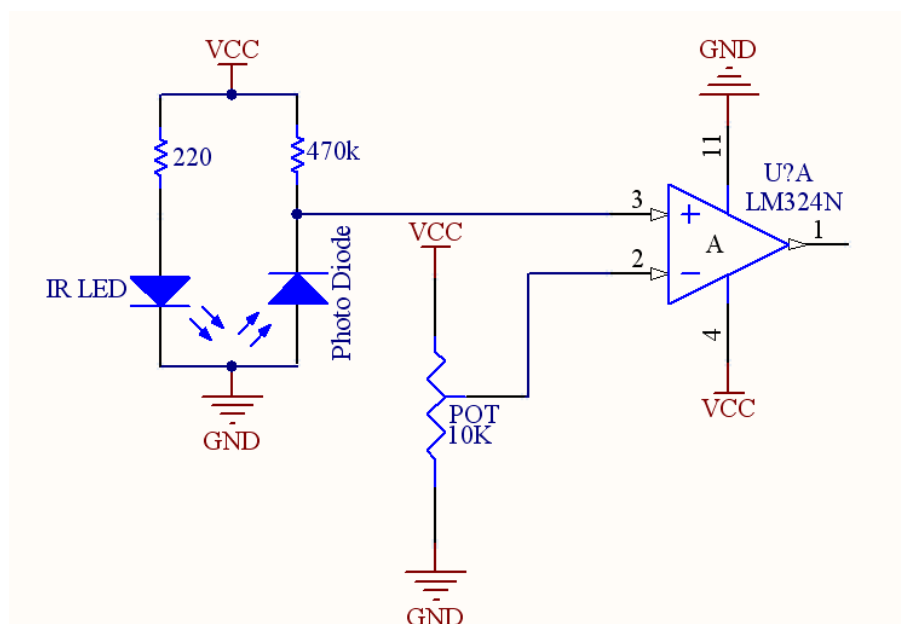 VCC
GND
220
470k
11
U?A
LM324N
3
+
A
1
VCC
2
−
IR LED
Photo Diode
4
GND
POT
10K
VCC
GND